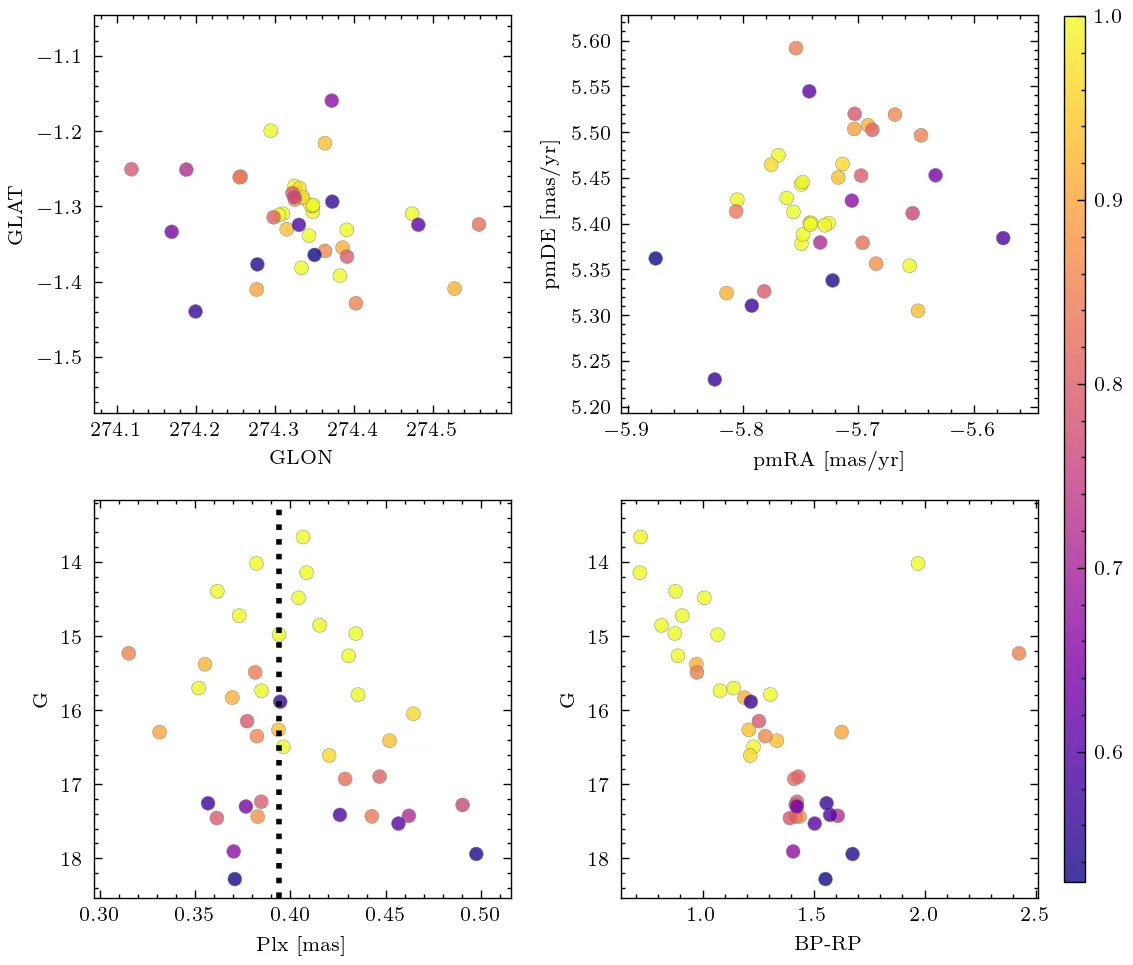 −1.1
−1.2
−1.3
−1.4
−1.5
GLAT
274.1 274.2 274.3 274.4 274.5
GLON
5.60
5.55
5.50
5.45
5.40
5.35
5.30
5.25
5.20
pmDE [mas/yr]
−5.9 −5.8 −5.7 −5.6
pmRA [mas/yr]
14
15
16
17
18
G
0.30 0.35 0.40 0.45 0.50
Plx [mas]
14
15
16
17
18
G
1.0 1.5 2.0 2.5
BP-RP
1.0
0.9
0.8
0.7
0.6